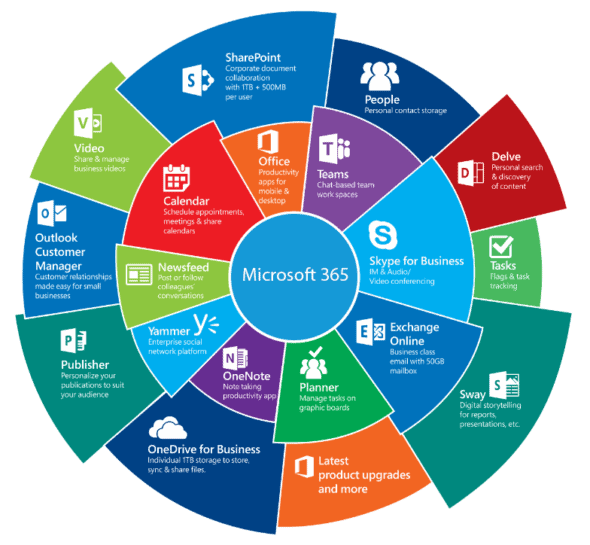 SharePoint
Corporate document
collaboration
with 1TB + 500MB
per user
People
Personal contact storage
Delve
Personal search
& discovery
of content
Tasks
Flags & task
tracking
Sway
Digital storytelling
for reports,
presentations, etc.
Latest
product upgrades
and more
OneDrive for Business
Individual 1TB storage to store,
sync & share files.
Publisher
Personalize your
publications to suit
your audience
Outlook
Customer
Manager
Customer relationships
made easy for small
businesses
Video
Share & manage
business videos
Office
Productivity
apps for
mobile &
desktop
Teams
Chat-based team
work spaces
Skype for Business
IM & Audio/
Video conferencing
Exchange
Online
Business class
email with 50GB
mailbox
Planner
Manage tasks on
graphic boards
OneNote
Note taking
productivity app
Yammer
Enterprise social
network platform
Newsfeed
Post or follow
colleagues'
conversations
Calendar
Schedule appointments,
meetings & share
calendars
Microsoft 365